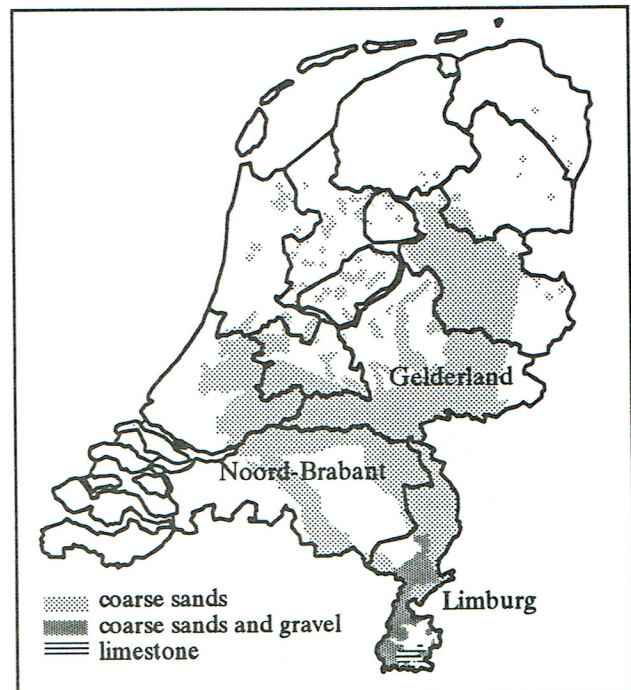 Gelderland
Noord-Brabant
Limburg
coarse sands
coarse sands and gravel
limestone